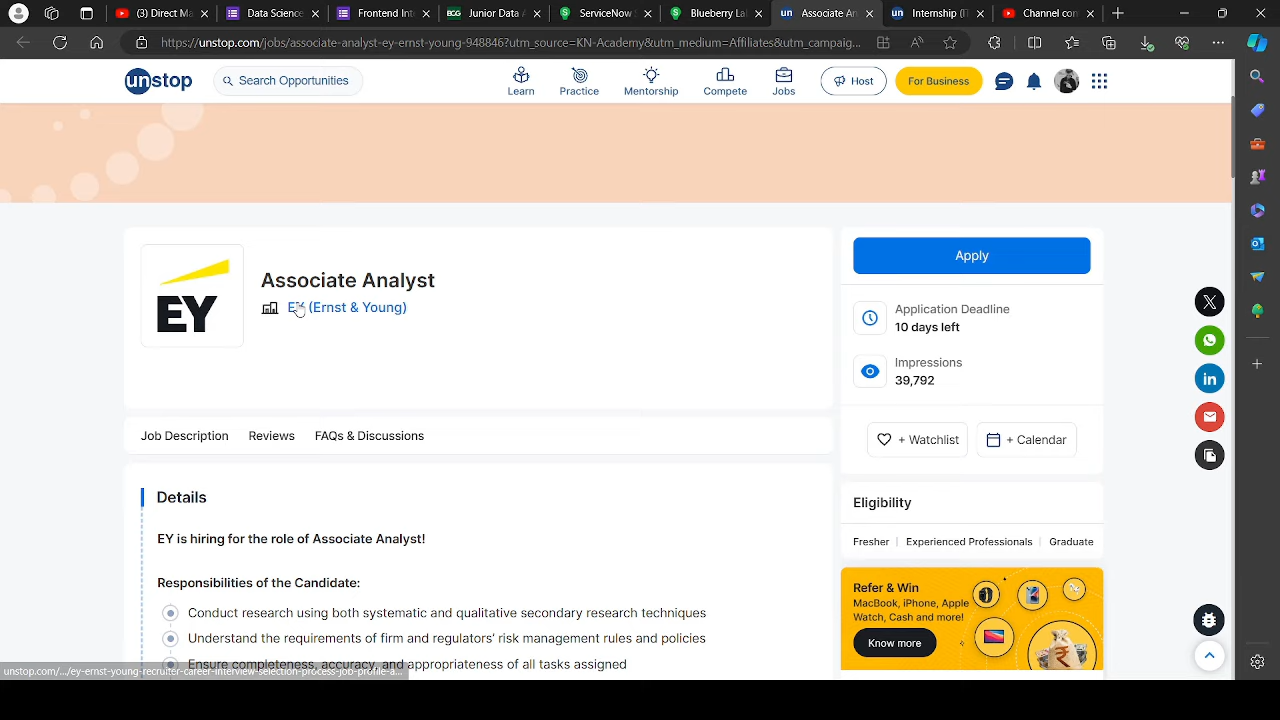 (3) Direct Ma
Data Science
Frontend Int
Junior Data A
ServiceNow
Blueberry Lab
Associate An
Internship (IT
Channel con
https://unstop.com/jobs/associate-analyst-ey-ernst-young-948846?utm_source=KN-Academy&utm_medium=Affiliates&utm_campaig...
unstop
Search Opportunities
Learn
Practice
Mentorship
Compete
Jobs
Host
For Business
EY
Associate Analyst
EY (Ernst & Young)
Apply
Application Deadline
10 days left
Impressions
39,792
+ Watchlist
+ Calendar
Job Description
Reviews
FAQs & Discussions
Eligibility
Fresher
Experienced Professionals
Graduate
Details
EY is hiring for the role of Associate Analyst!
Responsibilities of the Candidate:
Conduct research using both systematic and qualitative secondary research techniques
Understand the requirements of firm and regulators' risk management rules and policies
Ensure completeness, accuracy, and appropriateness of all tasks assigned
Refer & Win
MacBook, iPhone, Apple
Watch, Cash and more!
Know more
unstop.com/.../ey-ernst-young-recruiter-career-interview-selection-process-job-profile-a...